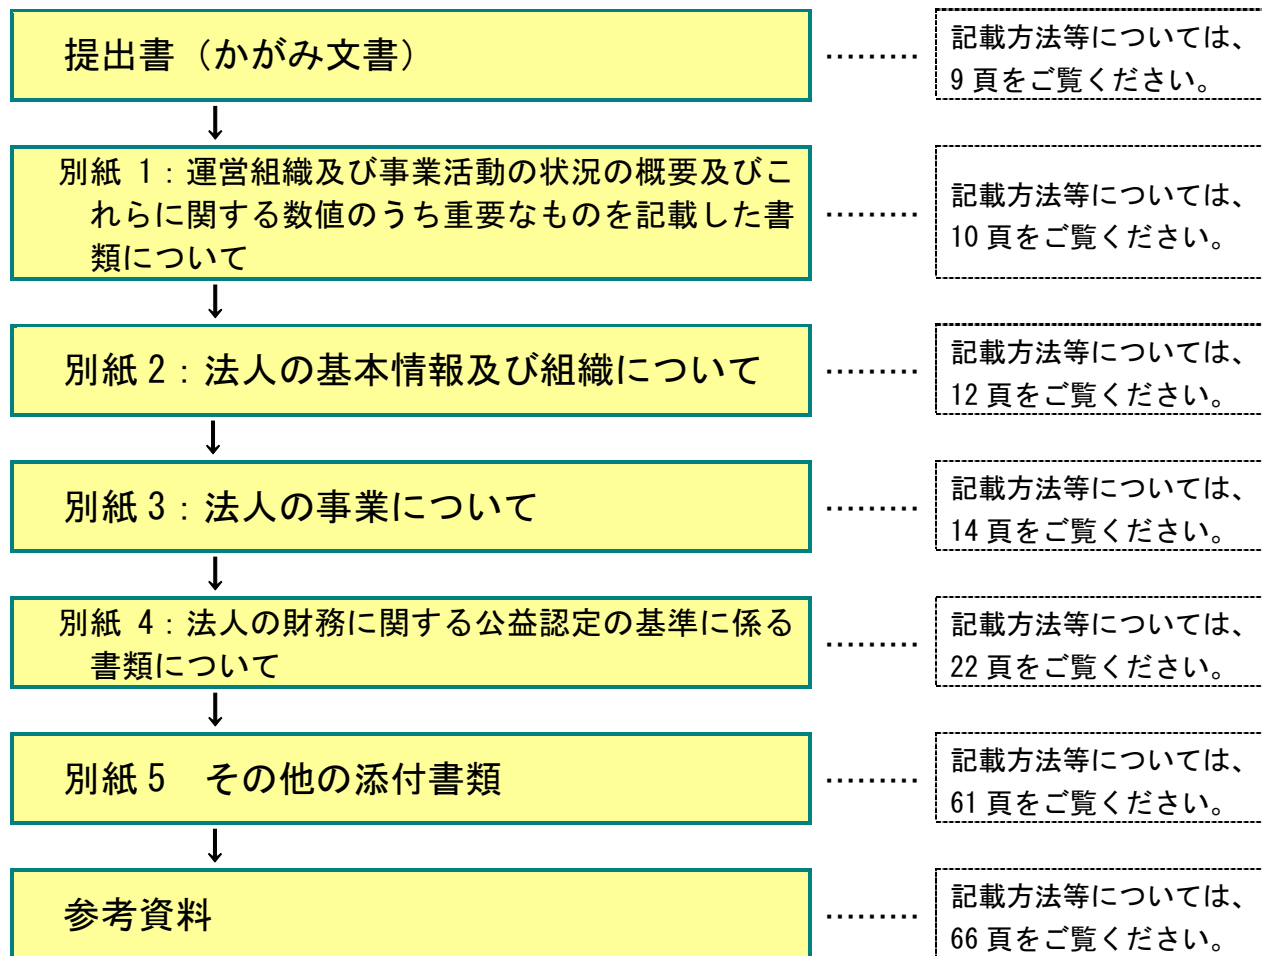 提出書（かがみ文書）
………
記載方法等については、
9 頁をご覧ください。
↓
別紙 1：運営組織及び事業活動の状況の概要及びこ
れらに関する数値のうち重要なものを記載した書
類について
………
記載方法等については、
10 頁をご覧ください。
↓
別紙 2：法人の基本情報及び組織について
………
記載方法等については、
12 頁をご覧ください。
↓
別紙 3：法人の事業について
………
記載方法等については、
14 頁をご覧ください。
↓
別紙 4：法人の財務に関する公益認定の基準に係る
書類について
………
記載方法等については、
22 頁をご覧ください。
↓
別紙 5　その他の添付書類
………
記載方法等については、
61 頁をご覧ください。
↓
参考資料
………
記載方法等については、
66 頁をご覧ください。